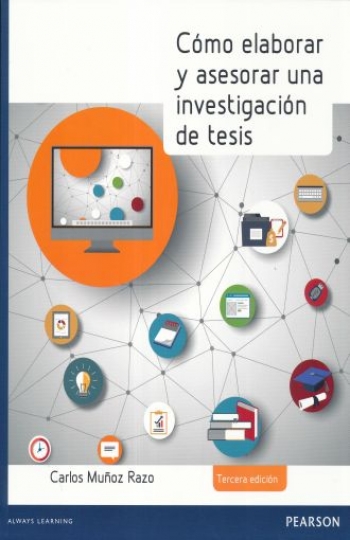 Cómo elaborar
y asesorar una
investigación
de tesis
Carlos Muñoz Razo
Tercera edición
ALWAYS LEARNING
PEARSON